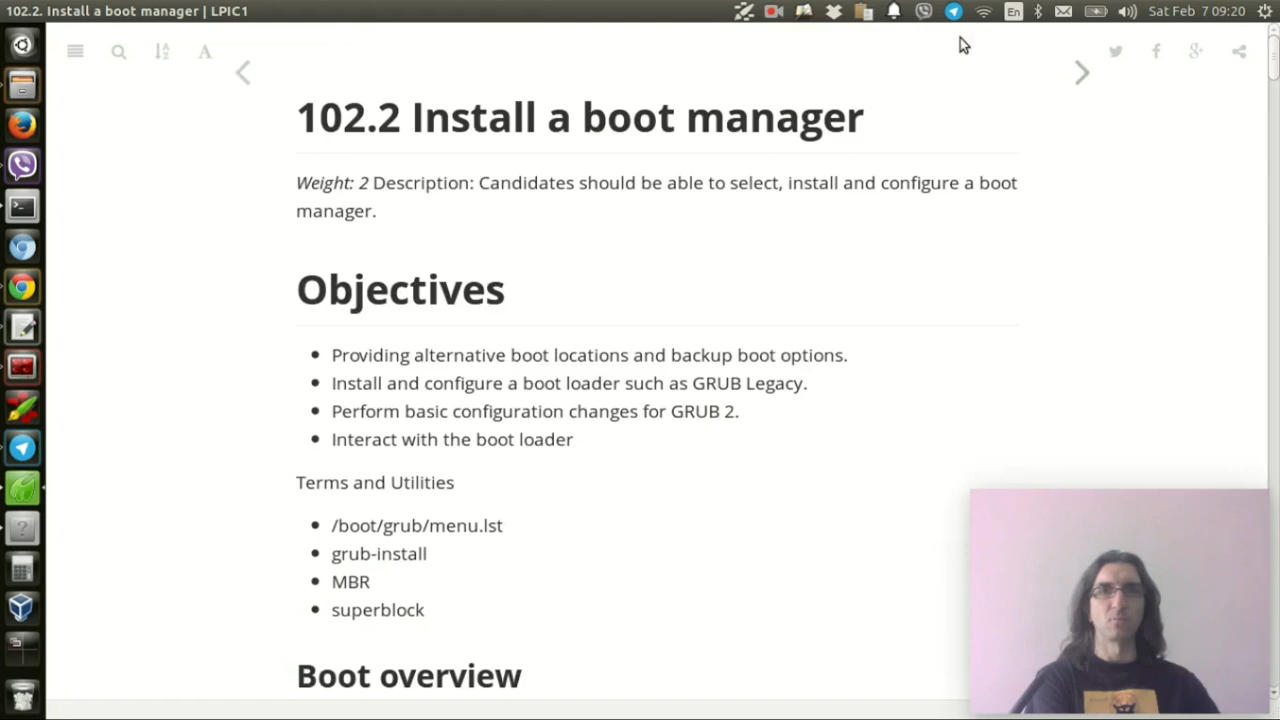 102.2. Install a boot manager | LPIC1
En
Sat Feb 7 09:20
102.2 Install a boot manager
Weight: 2 Description: Candidates should be able to select, install and configure a boot
manager.
Objectives
Providing alternative boot locations and backup boot options.
Install and configure a boot loader such as GRUB Legacy.
Perform basic configuration changes for GRUB 2.
Interact with the boot loader
Terms and Utilities
/boot/grub/menu.lst
grub-install
MBR
superblock
Boot overview